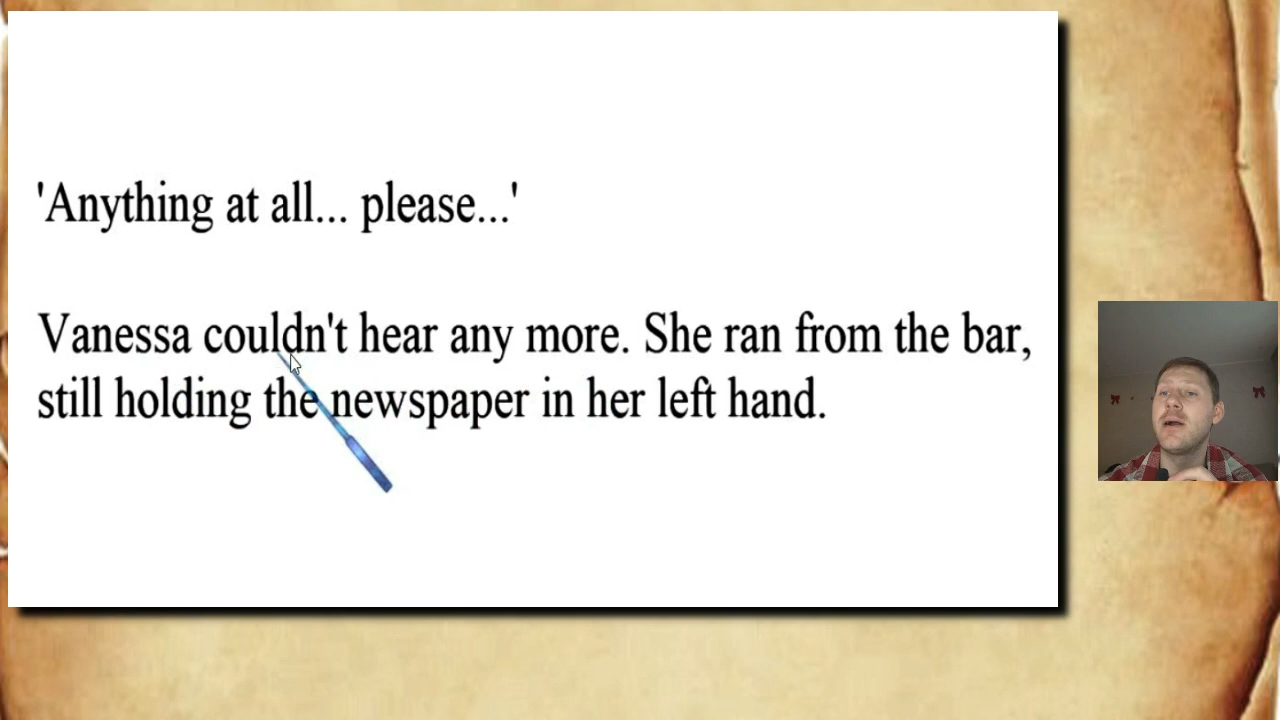 'Anything at all... please...'
Vanessa couldn't hear any more. She ran from the bar,
still holding the newspaper in her left hand.